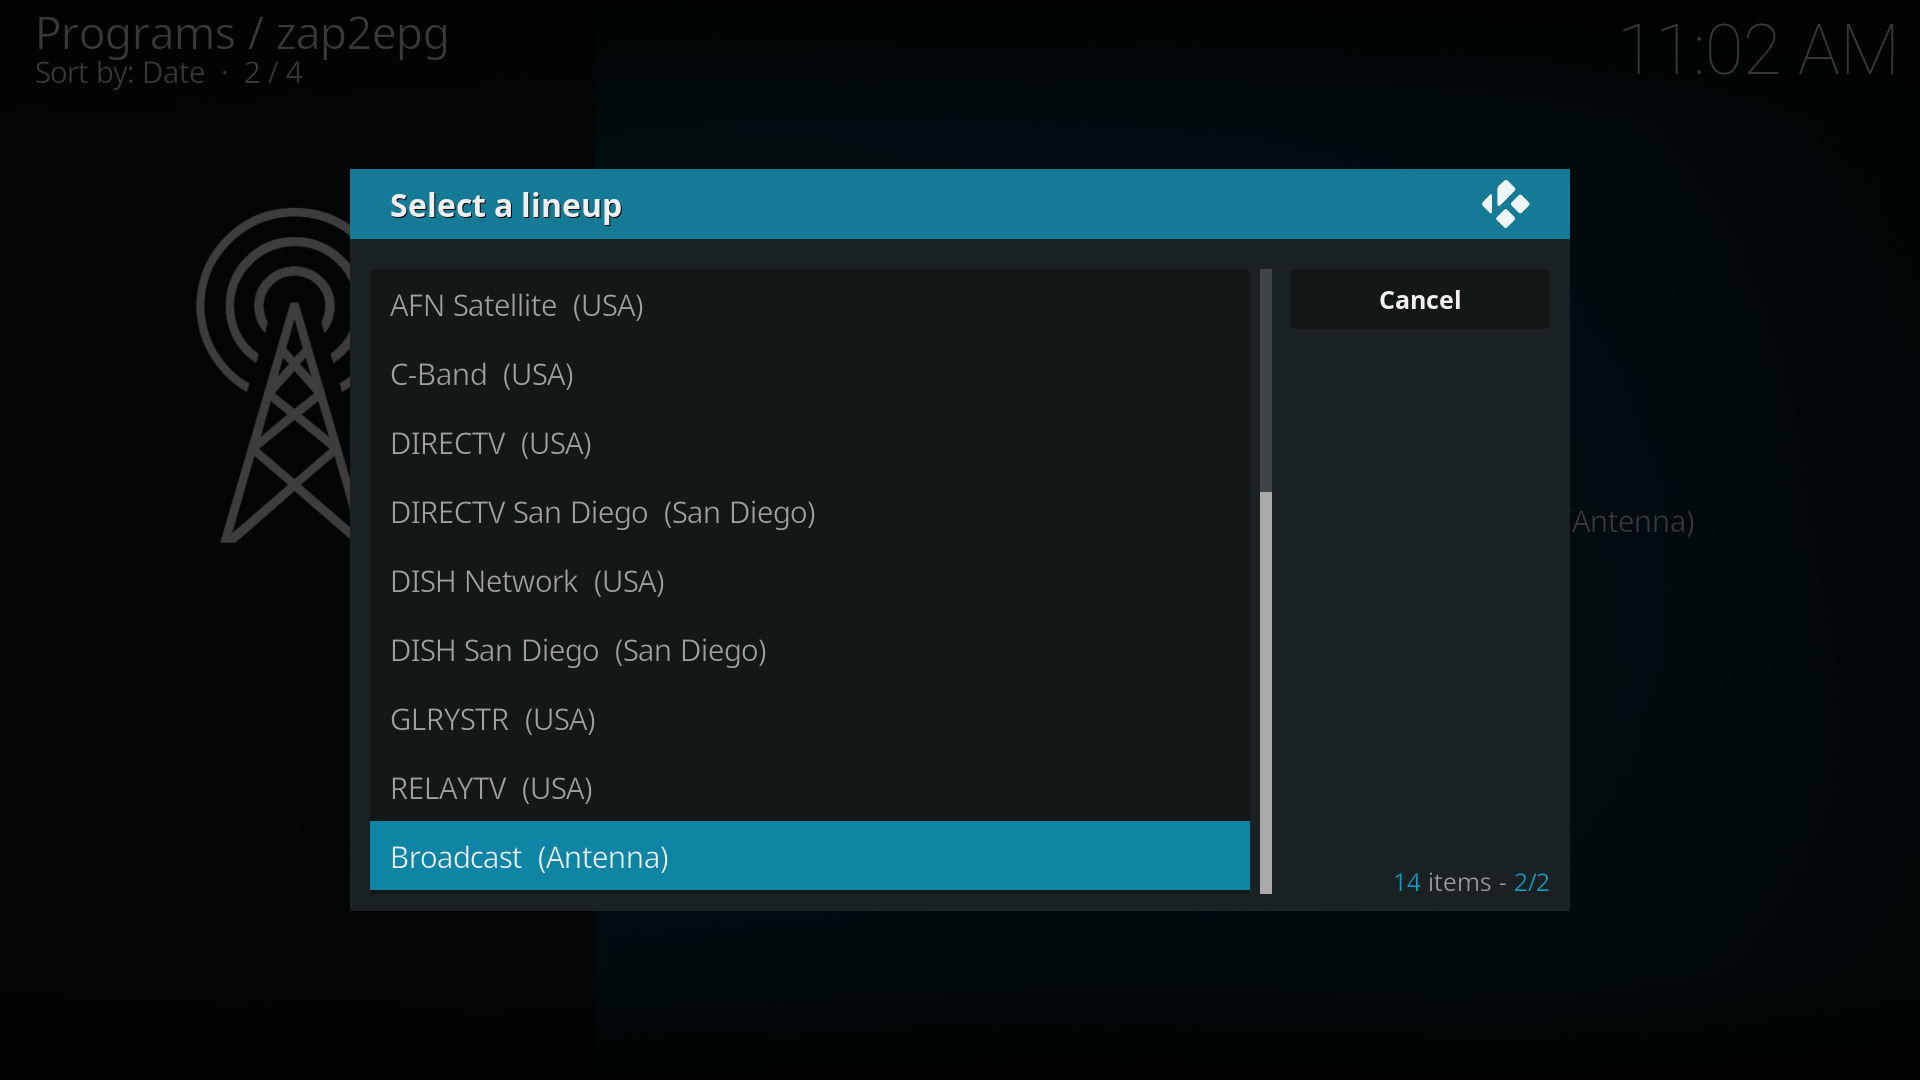 Programs / zap2epg
Sort by: Date · 2 / 4
11:02 AM
Select a lineup
AFN Satellite (USA)
C-Band (USA)
DIRECTV (USA)
DIRECTV San Diego (San Diego)
DISH Network (USA)
DISH San Diego (San Diego)
GLRYSTR (USA)
RELAYTV (USA)
Broadcast (Antenna)
Cancel
(Antenna)
14 items - 2/2